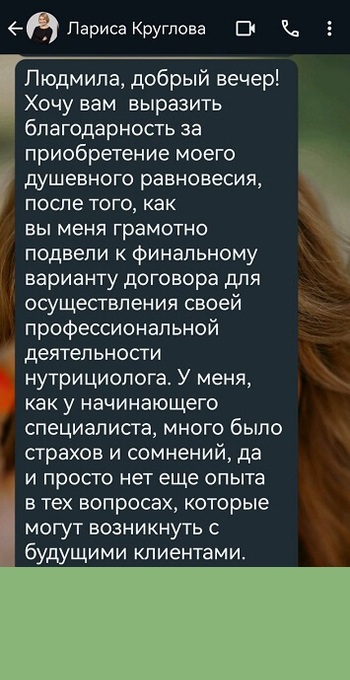 Лариса Круглова
Людмила, добрый вечер!
Хочу вам выразить
благодарность за
приобретение моего
душевного равновесия,
после того, как
вы меня грамотно
подвели к финальному
варианту договора для
осуществления своей
профессиональной
деятельности
нутрициолога. У меня,
как у начинающего
специалиста, много было
страхов и сомнений, да
и просто нет еще опыта
в тех вопросах, которые
могут возникнуть с
будущими клиентами.